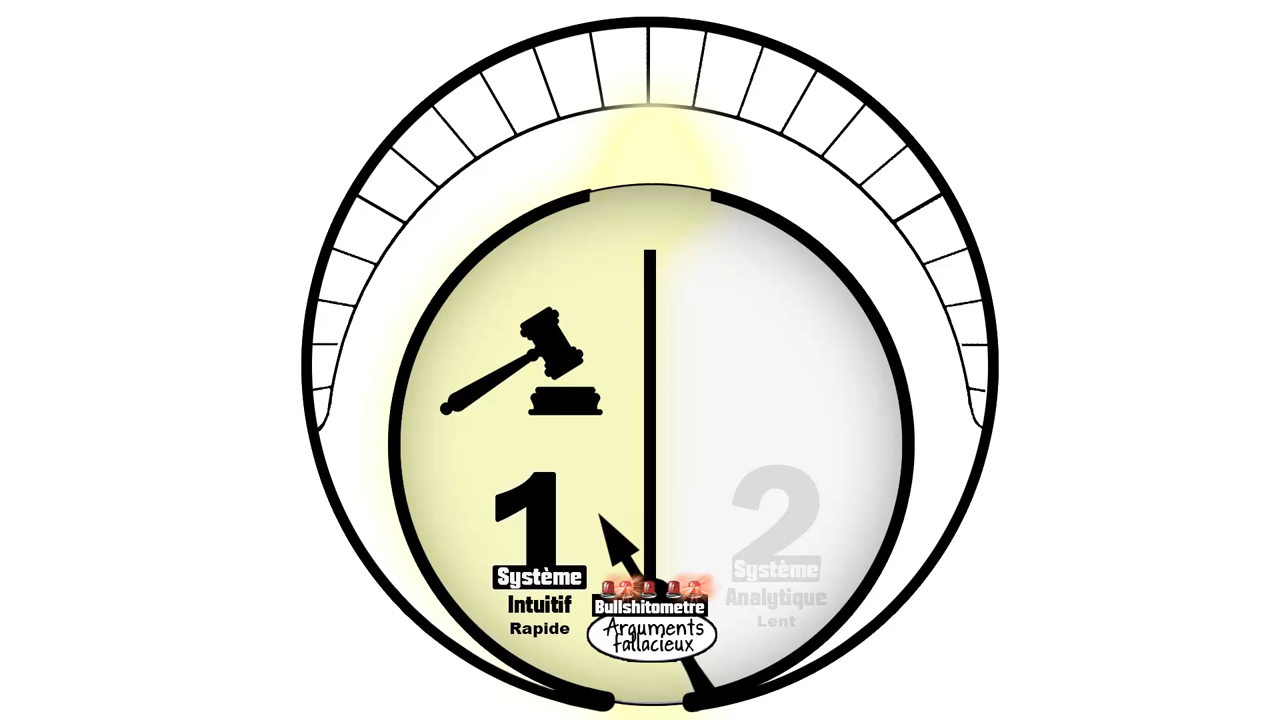 1
Système
Intuitif
Rapide
Bullshitometre
Arguments
fallacieux
2
Système
Analytique
Lent